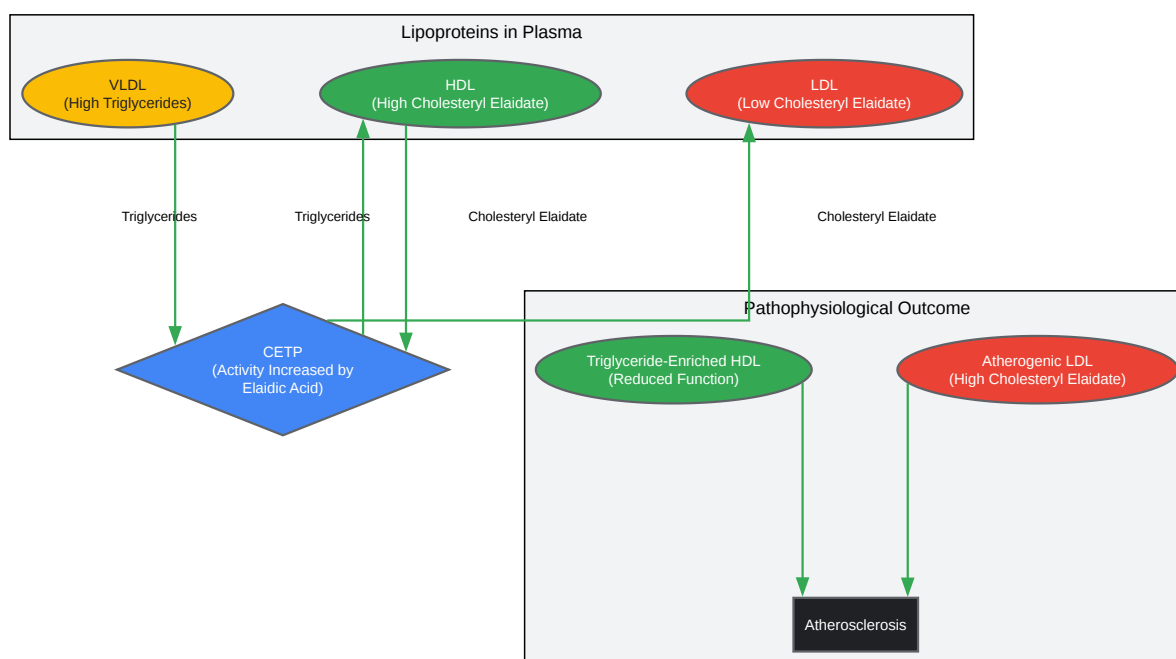 Lipoproteins in Plasma
VLDL
(High Triglycerides)
HDL
(High Cholesteryl Elaidate)
LDL
(Low Cholesteryl Elaidate)
Triglycerides
Triglycerides
Cholesteryl Elaidate
Cholesteryl Elaidate
Pathophysiological Outcome
CETP
(Activity Increased by
Elaidic Acid)
Triglyceride-Enriched HDL
(Reduced Function)
Atherogenic LDL
(High Cholesteryl Elaidate)
Atherosclerosis